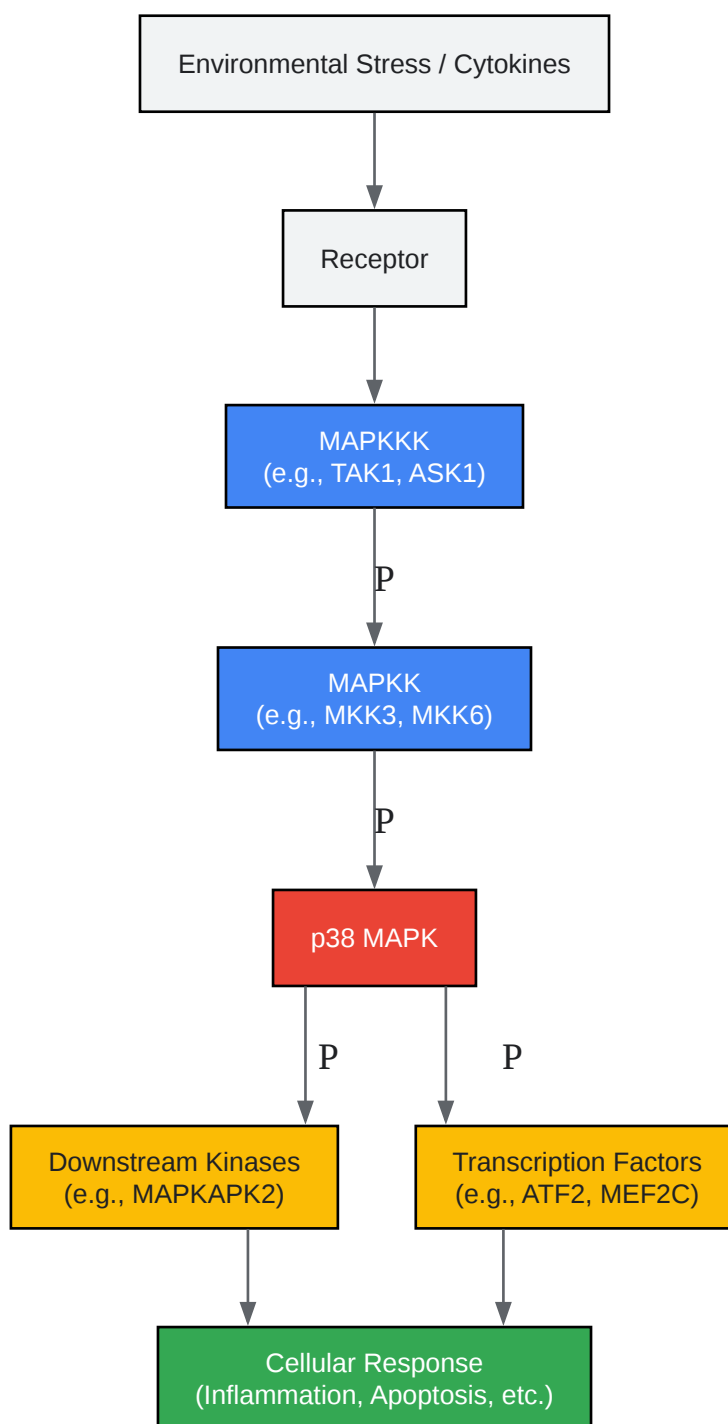 Environmental Stress / Cytokines
Receptor
MAPKKK
(e.g., TAK1, ASK1)
P
MAPKK
(e.g., MKK3, MKK6)
P
p38 MAPK
P
P
Downstream Kinases
(e.g., MAPKAPK2)
Transcription Factors
(e.g., ATF2, MEF2C)
Cellular Response
(Inflammation, Apoptosis, etc.)